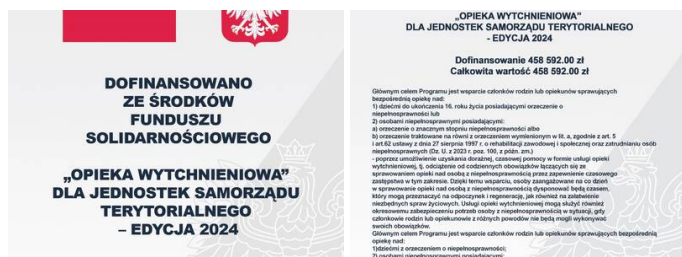 DOFINANSOWANO
ZE ŚRODKÓW
FUNDUSZU
SOLIDARNOŚCIOWEGO
„OPIEKA WYTCHNIENIOWA"
DLA JEDNOSTEK SAMORZĄDU
TERYTORIALNEGO
– EDYCJA 2024
„OPIEKA WYTCHNIENIOWA"
DLA JEDNOSTEK SAMORZĄDU TERYTORIALNEGO
- EDYCJA 2024
Dofinansowanie 458 592.00 zł
Całkowita wartość 458 592.00 zł
Głównym celem Programu jest wsparcie członków rodzin lub opiekunów sprawujących
bezpośrednią opiekę nad:
1) dziećmi do ukończenia 16. roku życia posiadającymi orzeczenie o
niepełnosprawności lub
2) osobami niepełnosprawnymi posiadającymi:
a) orzeczenie o znacznym stopniu niepełnosprawności albo
b) orzeczenie traktowane na równi z orzeczeniem wymienionym w lit. a, zgodnie z art. 5
i art.62 ustawy z dnia 27 sierpnia 1997 r. o rehabilitacji zawodowej i społecznej oraz zatrudnianiu osób
niepełnosprawnych (Dz. U. z 2023 r. poz. 100, z późn. zm.)
- poprzez umożliwienie uzyskania doraźnej, czasowej pomocy w formie usługi opieki
wytchnieniowej, tj. odciążenie od codziennych obowiązków łączących się ze
sprawowaniem opieki nad osobą z niepełnosprawnością przez zapewnienie czasowego
zastępstwa w tym zakresie. Dzięki temu wsparciu, osoby zaangażowane na co dzień
w sprawowanie opieki nad osobą z niepełnosprawnością dysponować będą czasem,
który mogą przeznaczyć na odpoczynek i regenerację, jak również na załatwienie
niezbędnych spraw życiowych. Usługi opieki wytchnieniowej mogą służyć również
okresowemu zabezpieczeniu potrzeb osoby z niepełnosprawnością w sytuacji, gdy
członkowie rodzin lub opiekunowie z różnych powodów nie będą mogli wykonywać
swoich obowiązków.
Głównym celem Programu jest wsparcie członków rodzin lub opiekunów sprawujących bezpośrednią
opiekę nad:
1)dziećmi z orzeczeniem o niepełnosprawności;
2) osobami niepełnosprawnymi posiadającymi: